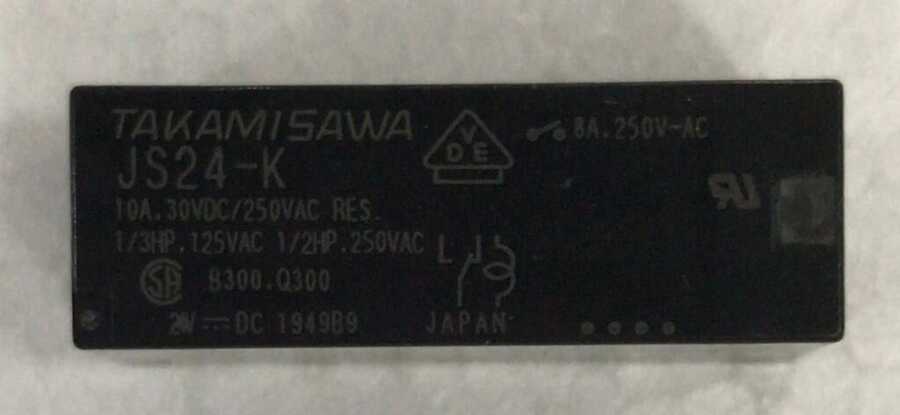 TAKAMISAWA
JS24-K
10A.30VDC/250VAC RES.
1/3HP.125VAC 1/2HP.250VAC
B300.Q300
DC 1949B9
JAPAN
VDE
8A.250V-AC